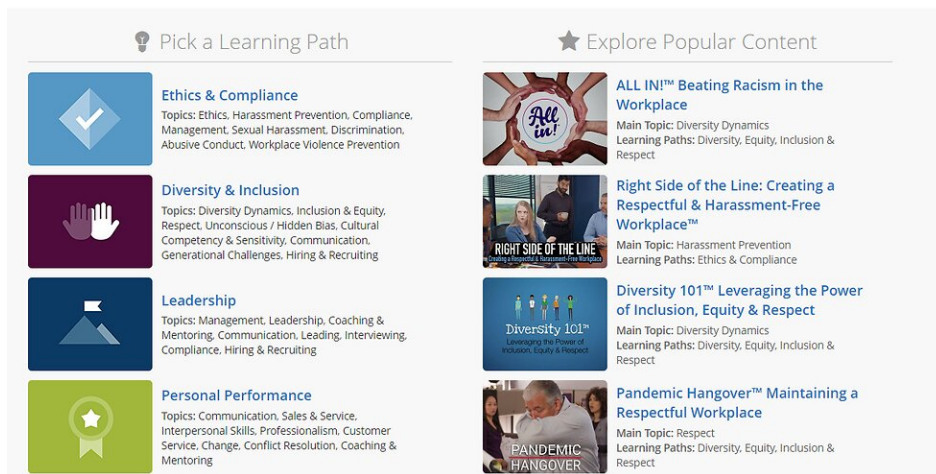 Pick a Learning Path
Ethics & Compliance
Topics: Ethics, Harassment Prevention, Compliance,
Management, Sexual Harassment, Discrimination,
Abusive Conduct, Workplace Violence Prevention
Diversity & Inclusion
Topics: Diversity Dynamics, Inclusion & Equity,
Respect, Unconscious / Hidden Bias, Cultural
Competency & Sensitivity, Communication,
Generational Challenges, Hiring & Recruiting
Leadership
Topics: Management, Leadership, Coaching &
Mentoring, Communication, Leading, Interviewing,
Compliance, Hiring & Recruiting
Personal Performance
Topics: Communication, Sales & Service,
Interpersonal Skills, Professionalism, Customer
Service, Change, Conflict Resolution, Coaching &
Mentoring
Explore Popular Content
All
in!
ALL IN!™ Beating Racism in the
Workplace
Main Topic: Diversity Dynamics
Learning Paths: Diversity, Equity, Inclusion &
Respect
RIGHT SIDE OF THE LINE
Creating a Respectful & Harassment-Free Workplace
Right Side of the Line: Creating a
Respectful & Harassment-Free
Workplace™
Main Topic: Harassment Prevention
Learning Paths: Ethics & Compliance
Diversity 101™
Leveraging the Power of
Inclusion, Equity & Respect
Diversity 101™ Leveraging the Power
of Inclusion, Equity & Respect
Main Topic: Diversity Dynamics
Learning Paths: Diversity, Equity, Inclusion &
Respect
PANDEMIC
HANGOVER
Pandemic Hangover™ Maintaining a
Respectful Workplace
Main Topic: Respect
Learning Paths: Diversity, Equity, Inclusion &
Respect